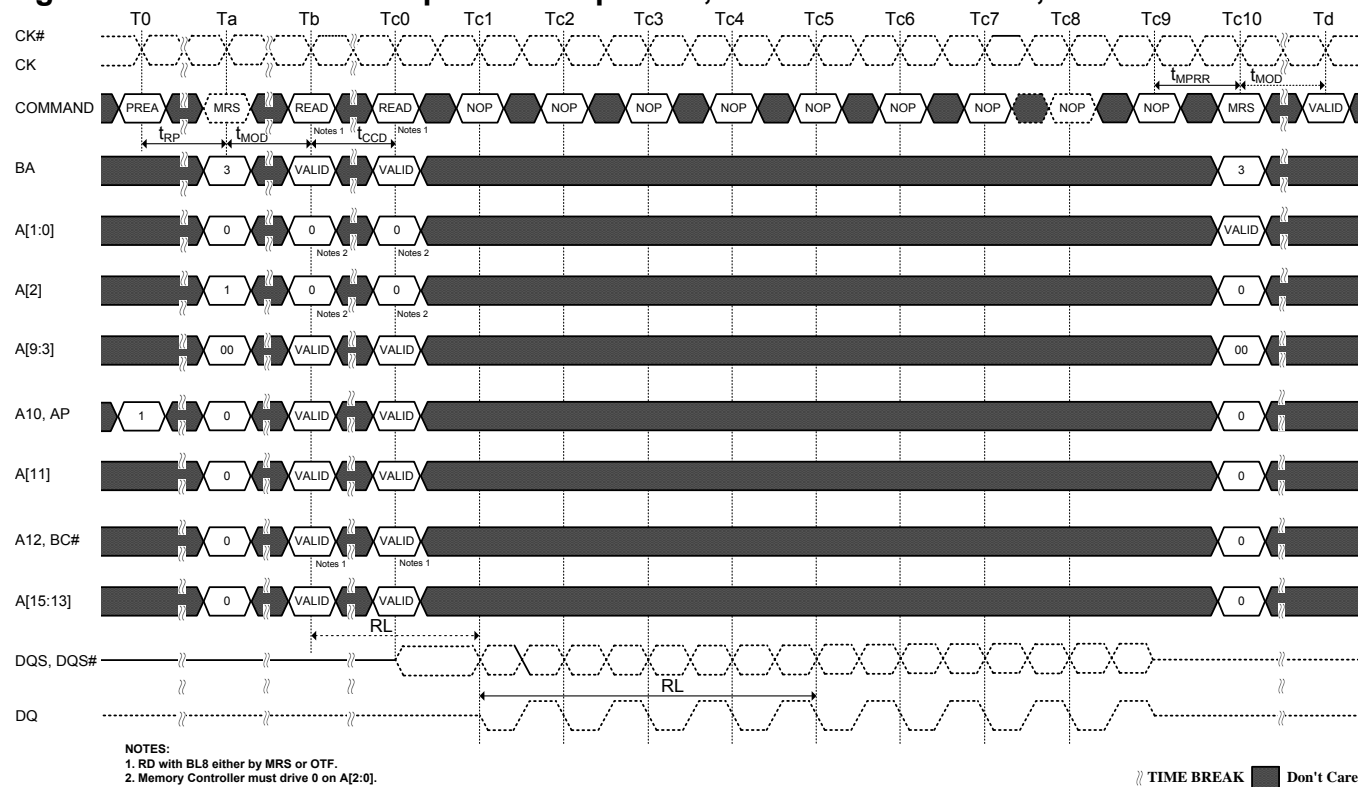 T0 Ta Tb Tc0 Tc1 Tc2 Tc3 Tc4 Tc5 Tc6 Tc7 Tc8 Tc9 Tc10 Td
CK#
CK
tMPRR tMOD
COMMAND PREA MRS READ READ NOP NOP NOP NOP NOP NOP NOP NOP NOP MRS VALID
Notes 1 Notes 1
tRP tMOD tCCD
BA 3 VALID VALID 3
A[1:0] 0 0 0 VALID
Notes 2 Notes 2
A[2] 1 0 0 0
Notes 2 Notes 2
A[9:3] 00 VALID VALID 00
A10, AP 1 0 VALID VALID 0
A[11] 0 VALID VALID 0
A12, BC# 0 VALID VALID 0
Notes 1 Notes 1
A[15:13] 0 VALID VALID 0
RL
DQS, DQS#
RL
DQ
NOTES:
1. RD with BL8 either by MRS or OTF.
2. Memory Controller must drive 0 on A[2:0].
TIME BREAK Don't Care